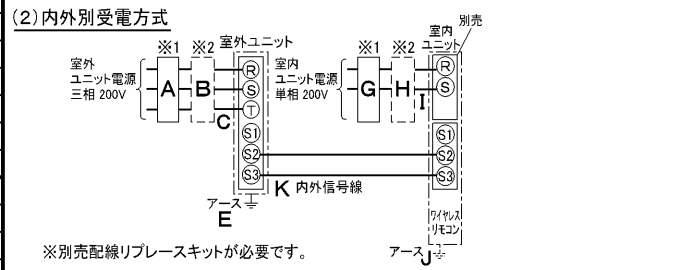 (2)内外別受電方式
※1 ※2 室外ユニット
室外
ユニット電源
三相 200V
A B C
R
S
T
S1
S2
S3
アース
E
※1 ※2
室内
ユニット
別売
室内
ユニット電源
単相 200V
G H I
R
S
S1
S2
S3
K 内外信号線
ワイヤレス
リモコン
アース J
※別売配線リプレースキットが必要です。